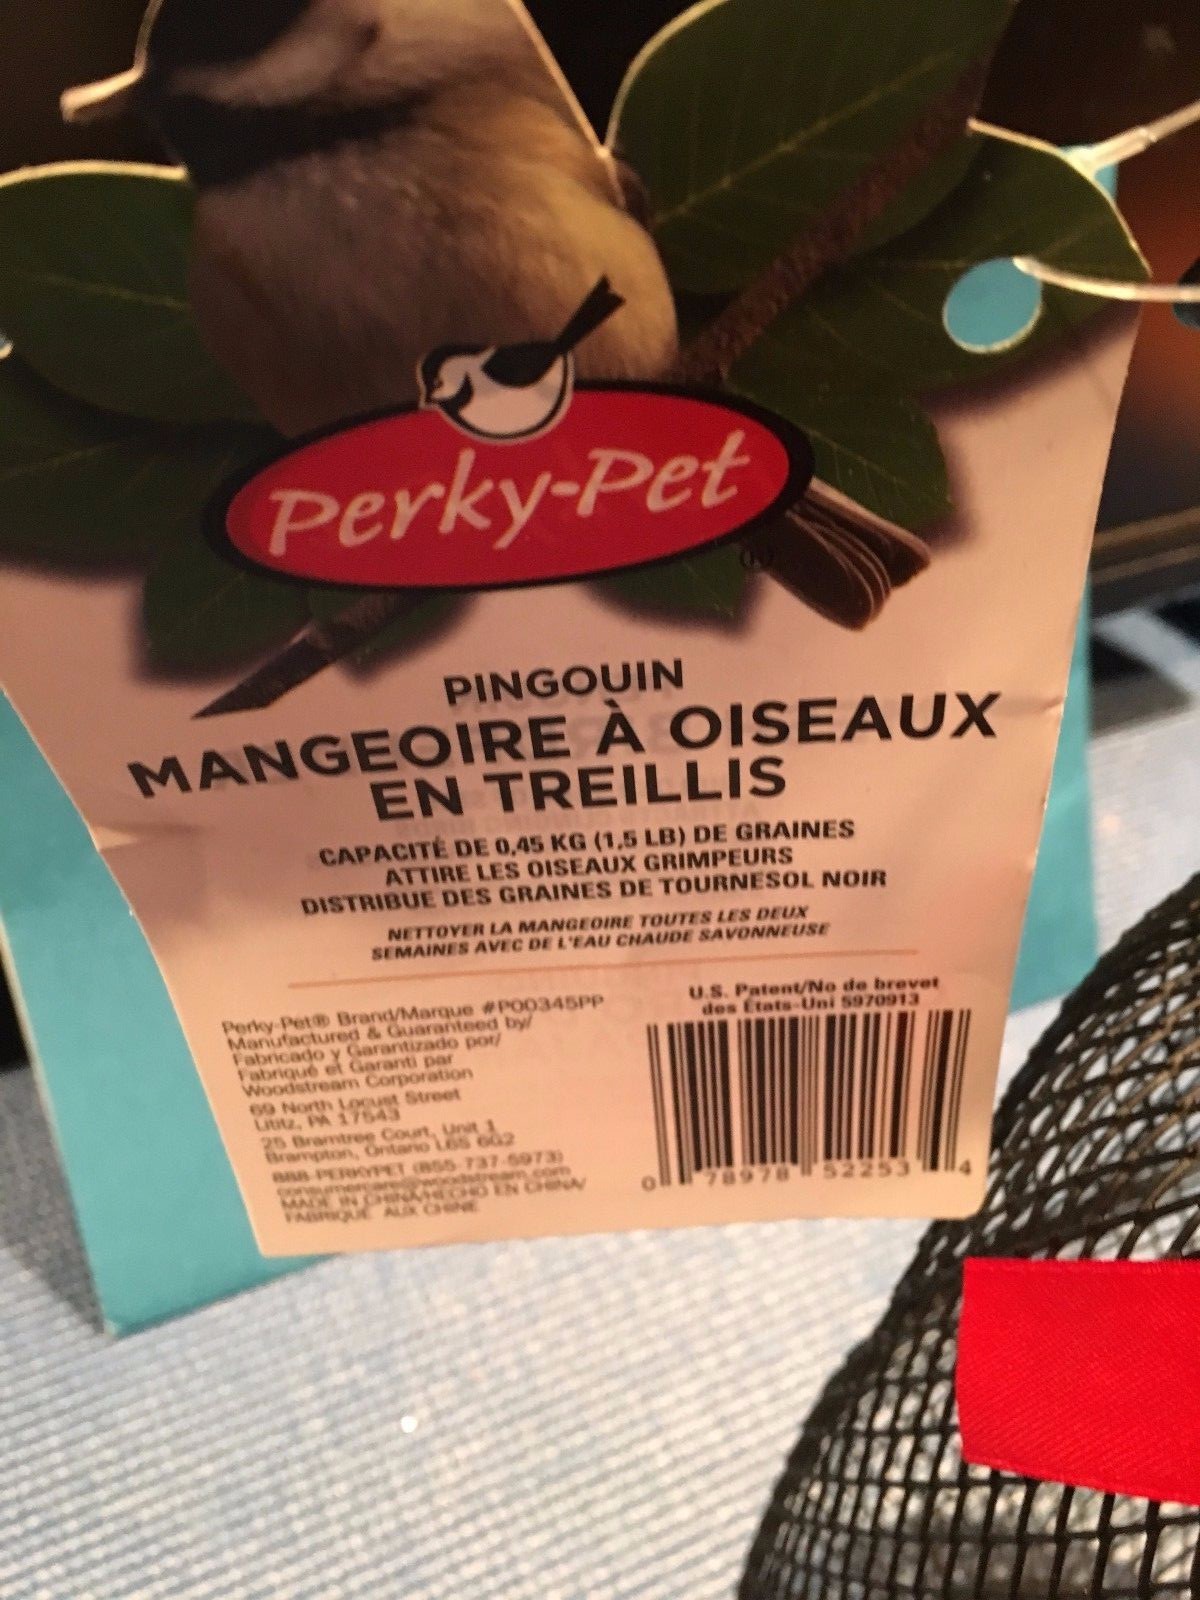 Perky-Pet
®
PINGOUIN
MANGEOIRE À OISEAUX
EN TREILLIS
CAPACITÉ DE 0,45 KG (1,5 LB) DE GRAINES
ATTIRE LES OISEAUX GRIMPEURS
DISTRIBUE DES GRAINES DE TOURNESOL NOIR
NETTOYER LA MANGEOIRE TOUTES LES DEUX
SEMAINES AVEC DE L'EAU CHAUDE SAVONNEUSE
Perky-Pet® Brand/Marque #P00345PP
Manufactured & Guaranteed by/
Fabricado y Garantizado por/
Fabriqué et Garanti par
Woodstream Corporation
69 North Locust Street
Lititz, PA 17543
25 Bramtree Court, Unit 1
Brampton, Ontario L6S 6G2
888-PERKYPET (855-737-5973)
consumercare@woodstream.com
MADE IN CHINA/HECHO EN CHINA/
FABRIQUÉ AUX CHINE
U.S. Patent/No de brevet
des États-Uni 5970913
0 78978 52253 4